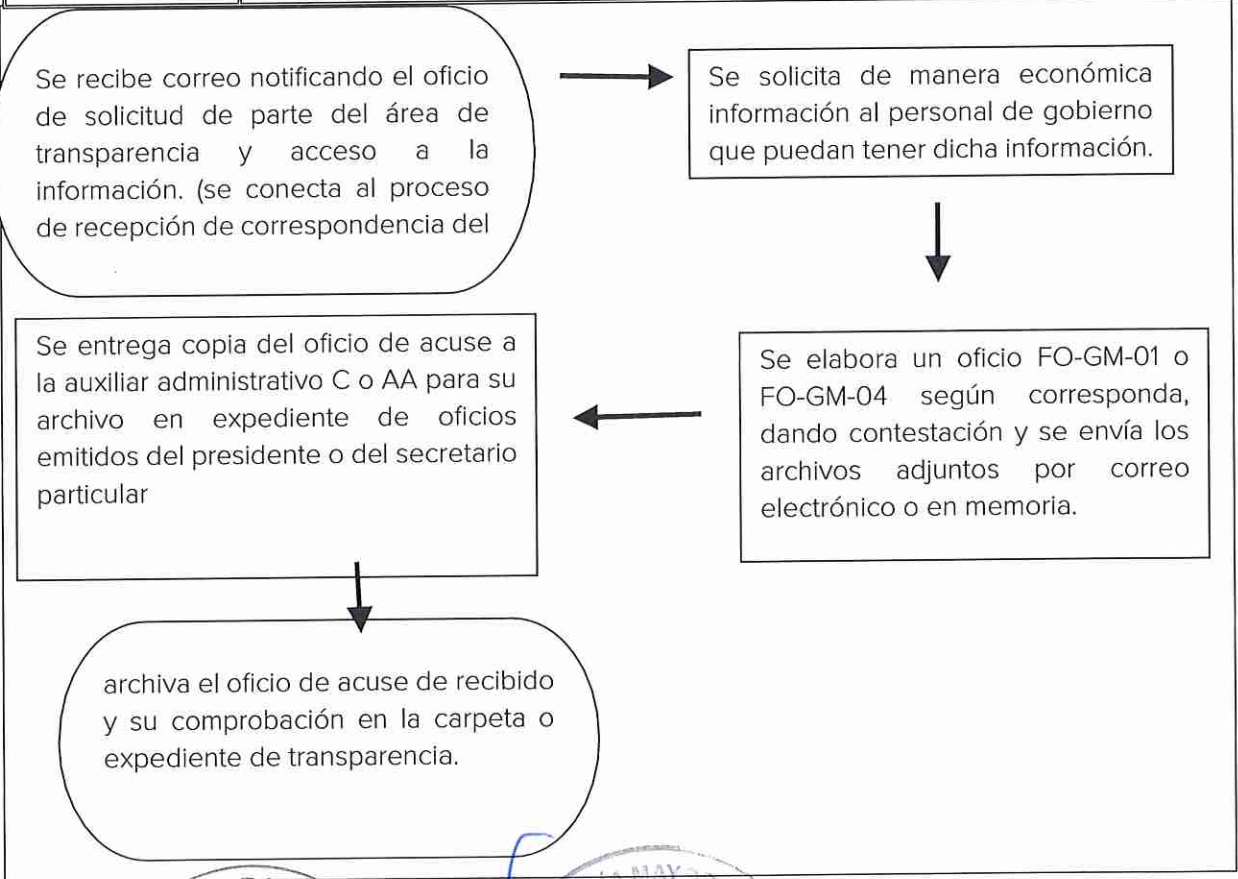 Se recibe correo notificando el oficio
de solicitud de parte del área de
transparencia y acceso a la
información. (se conecta al proceso
de recepción de correspondencia del
Se solicita de manera económica
información al personal de gobierno
que puedan tener dicha información.
Se elabora un oficio FO-GM-01 o
FO-GM-04 según corresponda,
dando contestación y se envía los
archivos adjuntos por correo
electrónico o en memoria.
Se entrega copia del oficio de acuse a
la auxiliar administrativo C o AA para su
archivo en expediente de oficios
emitidos del presidente o del secretario
particular
archiva el oficio de acuse de recibido
y su comprobación en la carpeta o
expediente de transparencia.